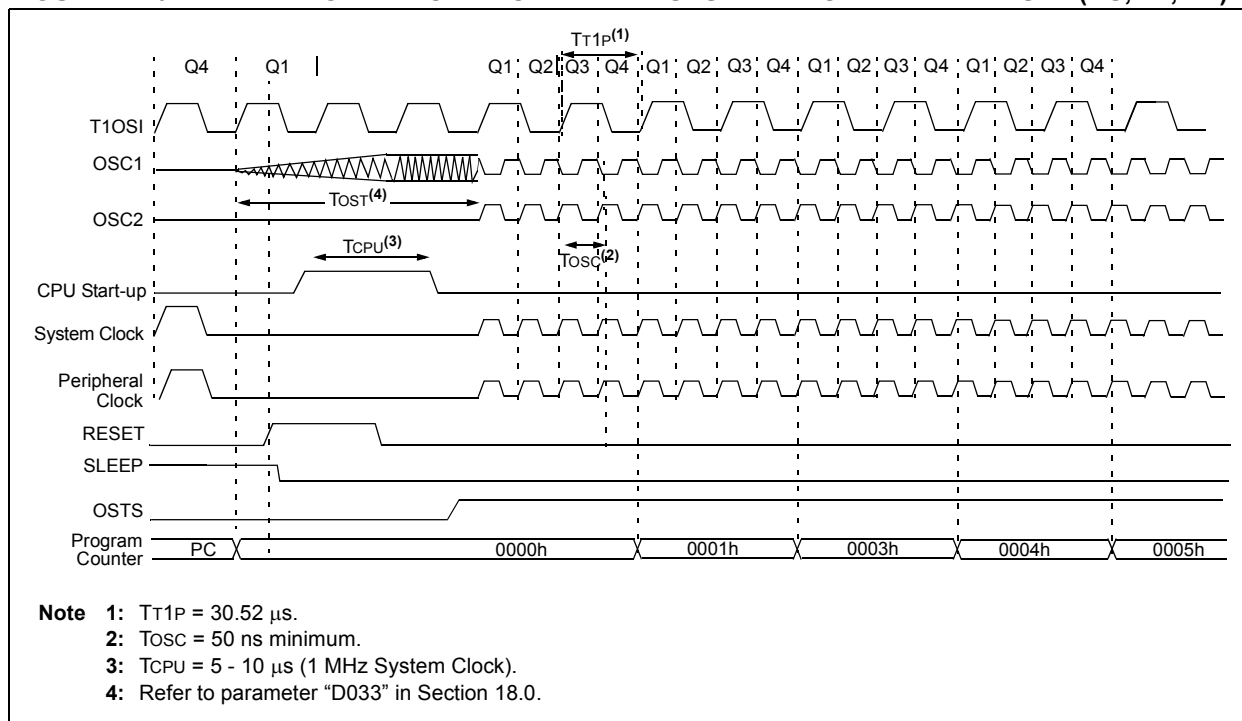 TT1P(1)
Q4 Q1 Q1 Q2 Q3 Q4 Q1 Q2 Q3 Q4 Q1 Q2 Q3 Q4 Q1 Q2 Q3 Q4
T1OSI
OSC1
TOST(4)
OSC2
TCPU(3)
TOSC(2)
CPU Start-up
System Clock
Peripheral
Clock
RESET
SLEEP
OSTS
Program
Counter
PC 0000h 0001h 0003h 0004h 0005h
Note 1: TT1P = 30.52 μs.
2: TOSC = 50 ns minimum.
3: TCPU = 5 - 10 μs (1 MHz System Clock).
4: Refer to parameter “D033” in Section 18.0.